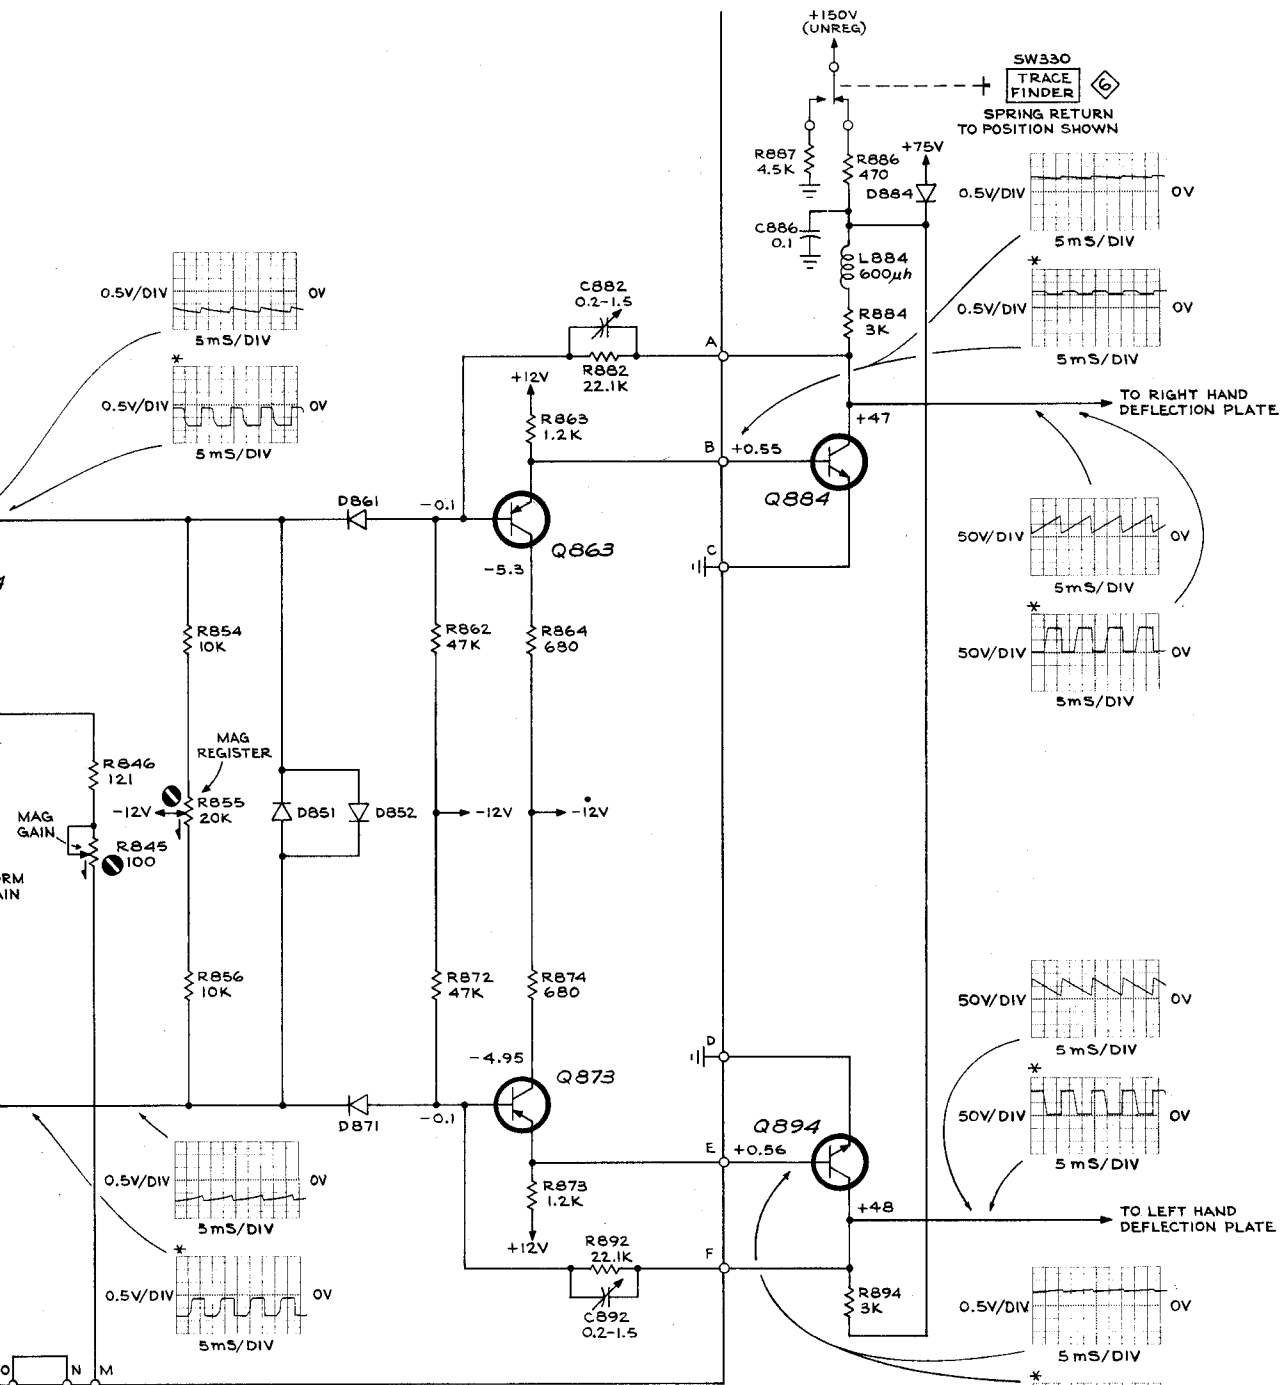 +150V
(UNREG)
SW330
TRACE
FINDER
6
SPRING RETURN
TO POSITION SHOWN
R887
4.5K
R886
470
+75V
D884
0.5V/DIV
0V
5mS/DIV
C886
0.1
L884
600µh
*
0.5V/DIV
0V
5mS/DIV
R884
3K
0.5V/DIV
0V
5mS/DIV
*
0.5V/DIV
0V
5mS/DIV
C882
0.2-1.5
R882
22.1K
A
+12V
R863
1.2K
B
+0.55
+47
TO RIGHT HAND
DEFLECTION PLATE
Q884
D861
-0.1
Q863
-5.3
C
50V/DIV
0V
5mS/DIV
*
50V/DIV
0V
5mS/DIV
R854
10K
R862
47K
R864
680
R846
121
MAG
REGISTER
-12V
R855
20K
D851
D852
-12V
-12V
MAG
GAIN
R845
100
RM
AIN
R856
10K
R872
47K
R874
680
50V/DIV
0V
5mS/DIV
*
50V/DIV
0V
5mS/DIV
-4.95
Q873
D
D871
-0.1
Q894
E
+0.56
0.5V/DIV
0V
5mS/DIV
*
0.5V/DIV
0V
5mS/DIV
R873
1.2K
+12V
+48
TO LEFT HAND
DEFLECTION PLATE
R892
22.1K
C892
0.2-1.5
F
R894
3K
0.5V/DIV
0V
5mS/DIV
*
O
N
M